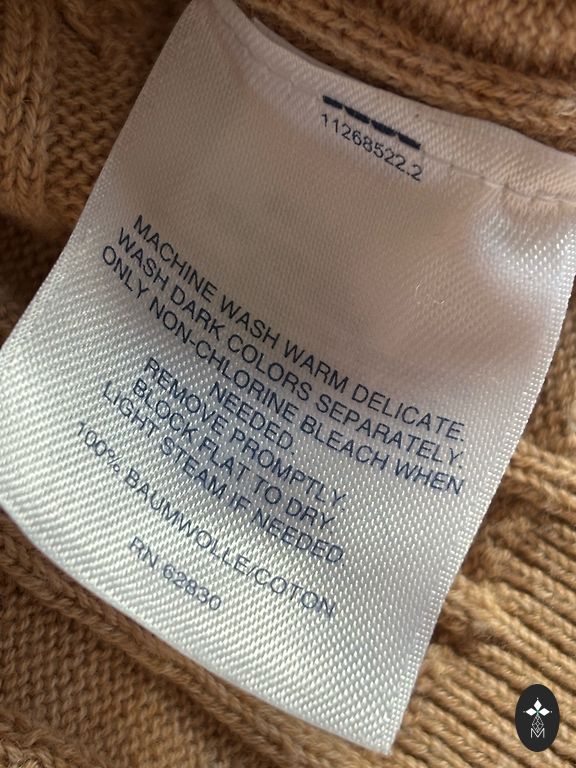 11268522.2
MACHINE WASH WARM DELICATE.
WASH DARK COLORS SEPARATELY.
ONLY NON-CHLORINE BLEACH WHEN
NEEDED.
REMOVE PROMPTLY.
BLOCK FLAT TO DRY.
LIGHT STEAM IF NEEDED
100% BAUMWOLLE/COTON
RN 62830
M